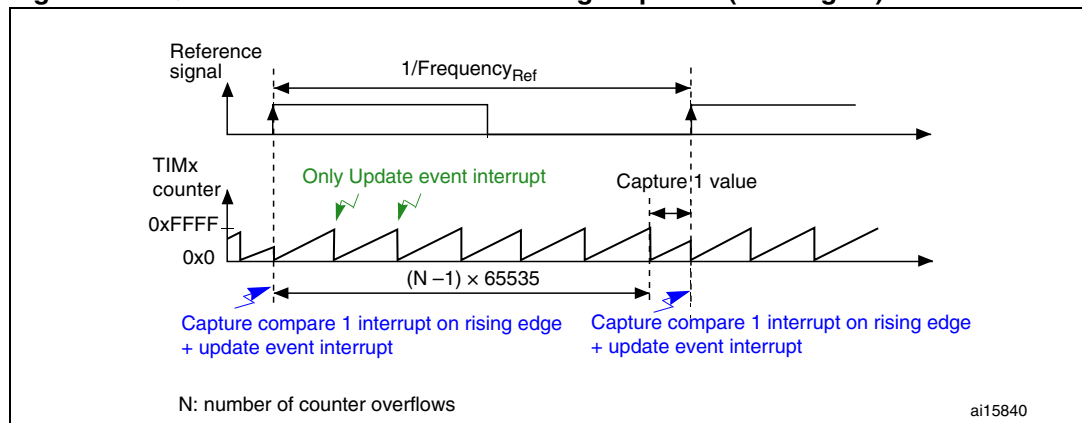 Reference
signal
1/FrequencyRef
TIMx
counter
Only Update event interrupt
Capture 1 value
0xFFFF
0x0
(N –1) × 65535
Capture compare 1 interrupt on rising edge
+ update event interrupt
Capture compare 1 interrupt on rising edge
+ update event interrupt
N: number of counter overflows
ai15840